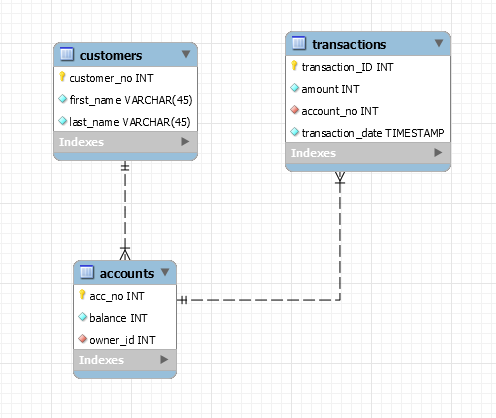 customers
customer_no INT
first_name VARCHAR(45)
last_name VARCHAR(45)
Indexes
transactions
transaction_ID INT
amount INT
account_no INT
transaction_date TIMESTAMP
Indexes
accounts
acc_no INT
balance INT
owner_id INT
Indexes